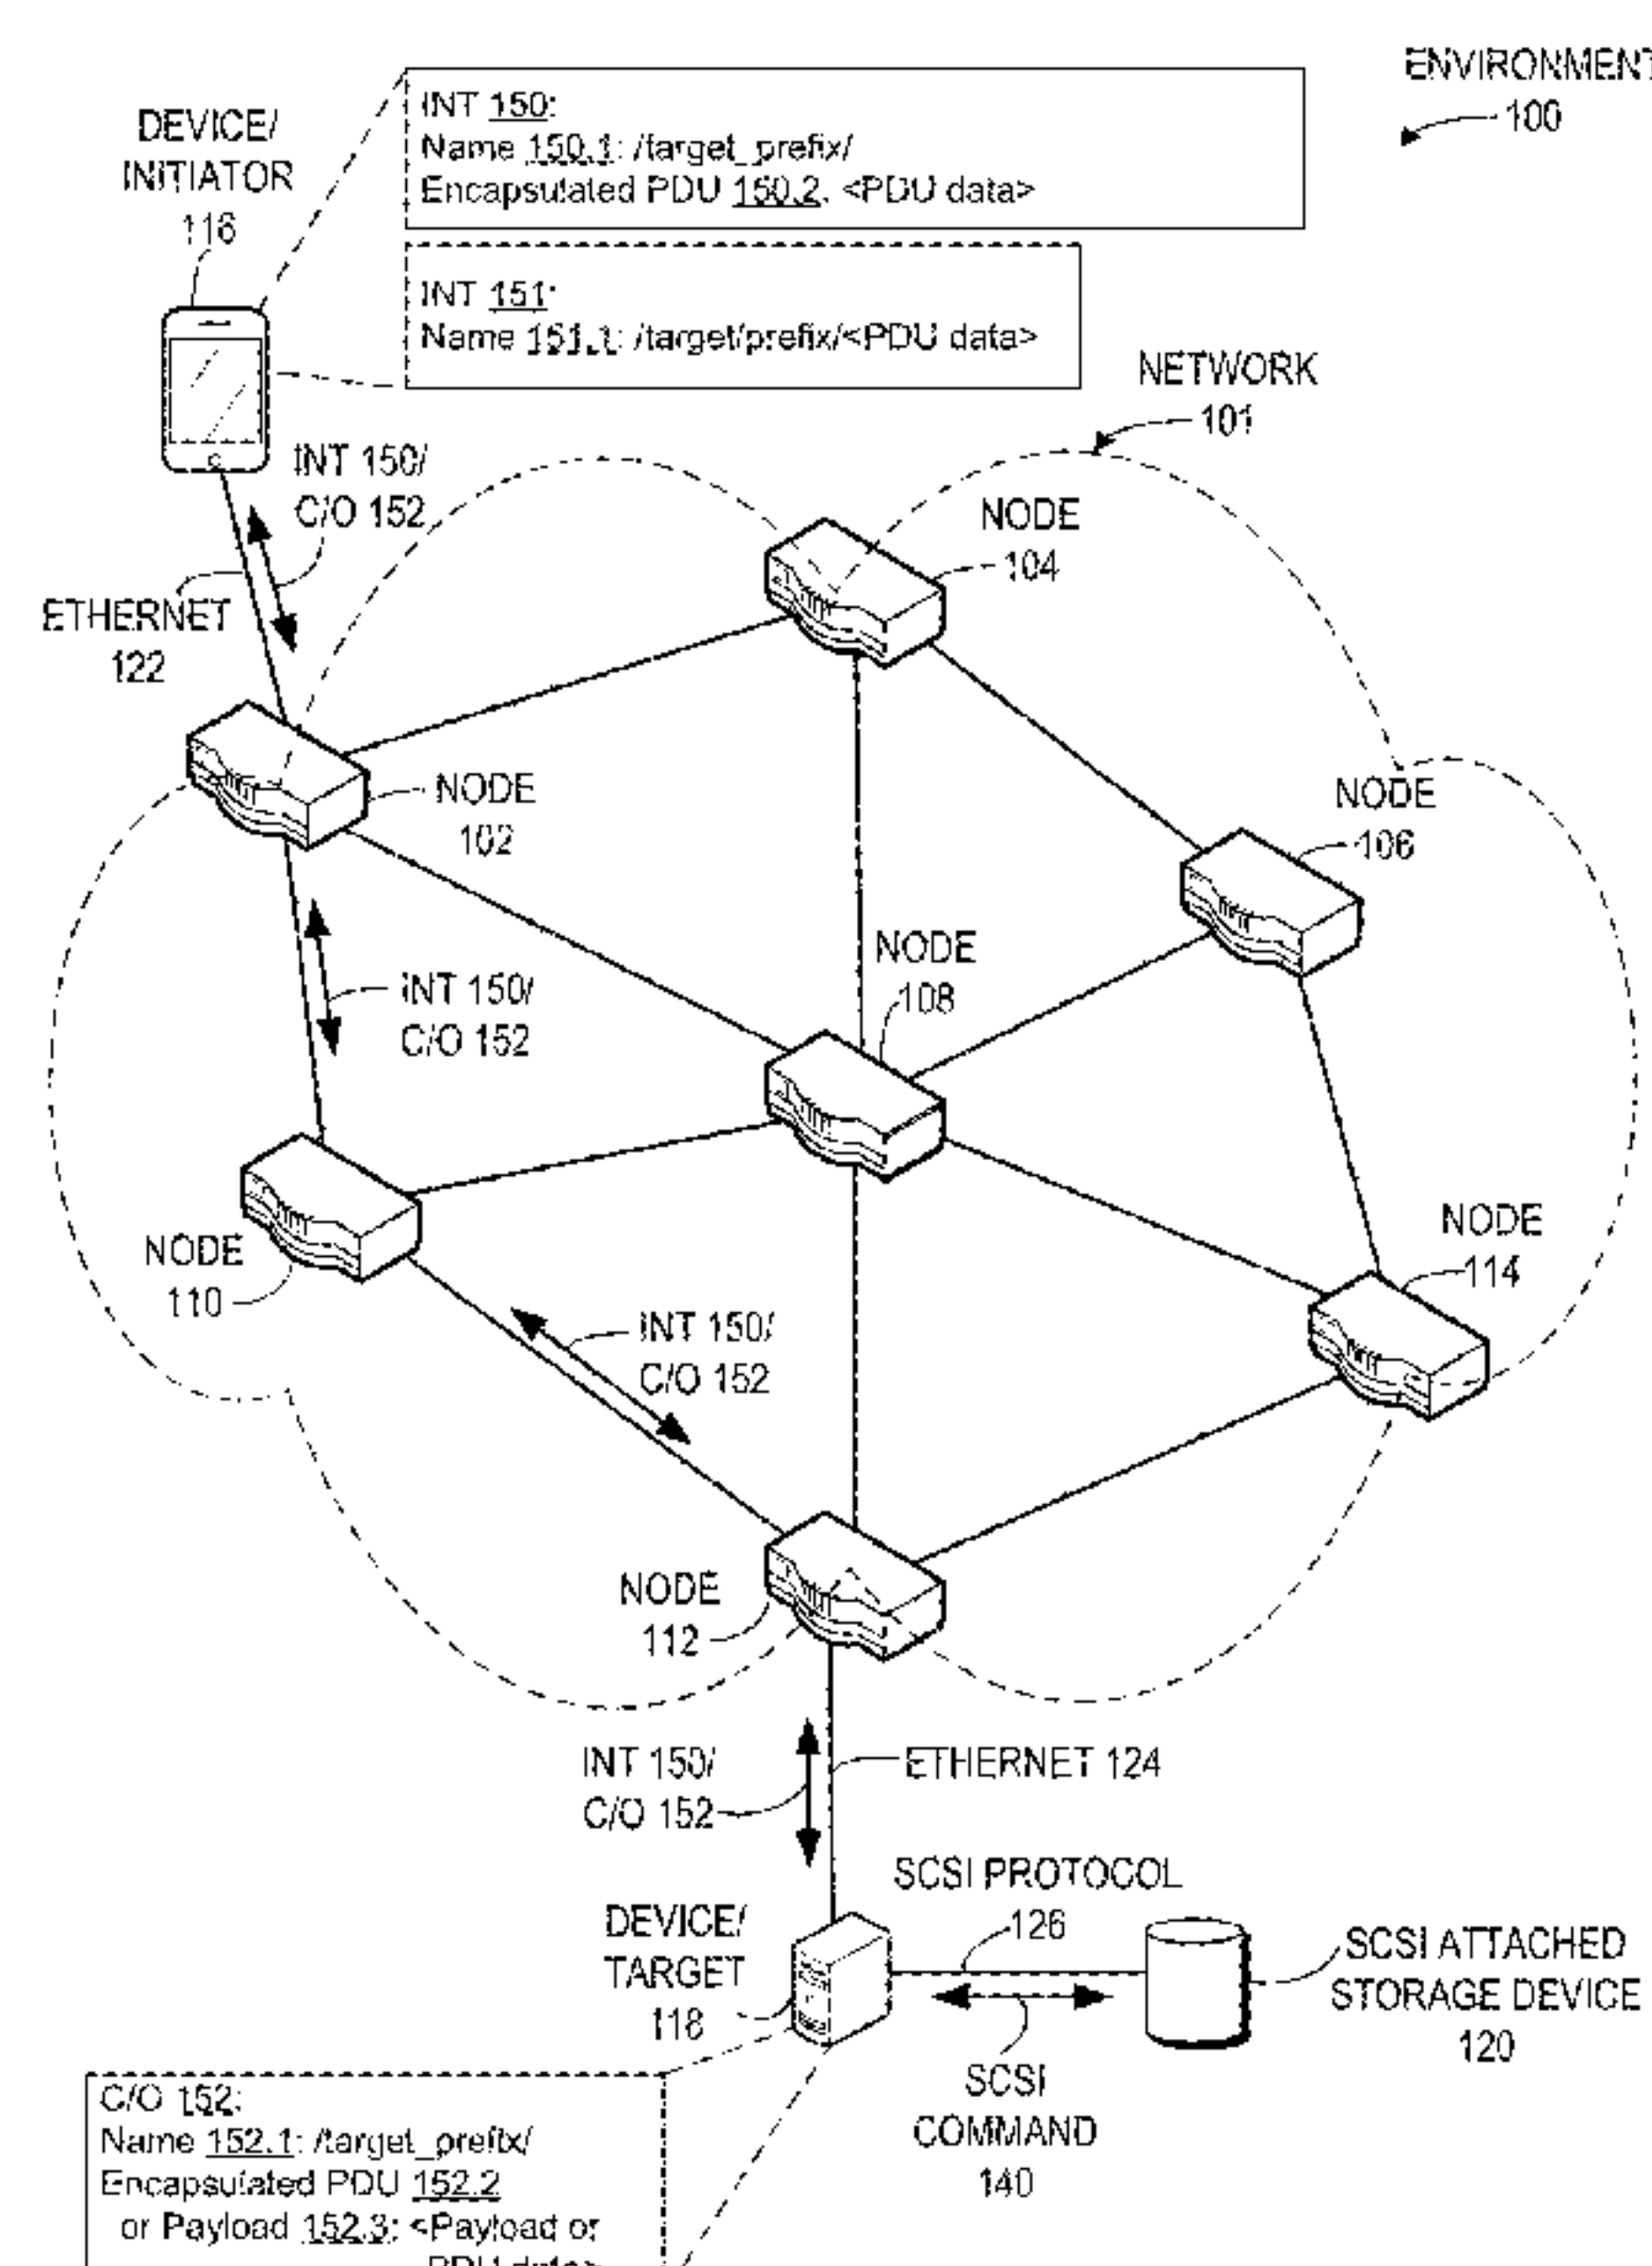 ENVIRONMENT
100
DEVICE/
INITIATOR
116
INT 150:
Name 150.1: /target_prefix/
Encapsulated PDU 150.2, <PDU data>
INT 151:
Name 151.1: /target/prefix/<PDU data>
NETWORK
101
INT 150/
C/O 152
ETHERNET
122
NODE
104
NODE
102
NODE
106
NODE
108
INT 150/
C/O 152
NODE
110
NODE
114
INT 150/
C/O 152
NODE
112
INT 150/
C/O 152
ETHERNET 124
SCSI PROTOCOL
126
DEVICE/
TARGET
118
SCSI ATTACHED
STORAGE DEVICE
120
SCSI
COMMAND
140
C/O 152:
Name 152.1: /target_prefix/
Encapsulated PDU 152.2
or Payload 152.3: <Payload or
PDU data>